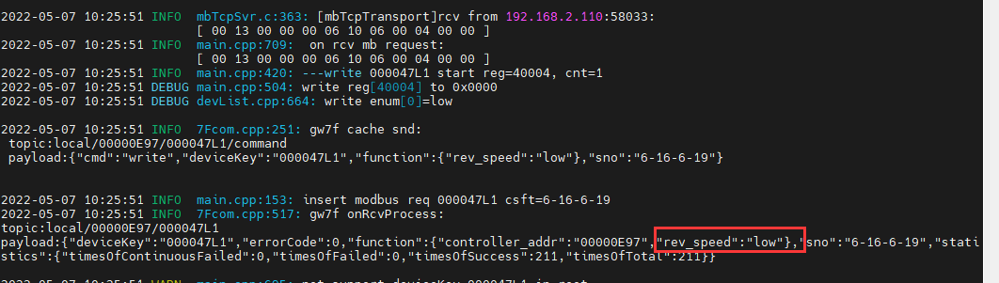 2022-05-07 10:25:51 INFO  mbTcpSvr.c:363: [mbTcpTransport]rcv from 192.168.2.110:58033:
[ 00 13 00 00 00 06 10 06 00 04 00 00 ]
2022-05-07 10:25:51 INFO  main.cpp:709:  on rcv mb request:
[ 00 13 00 00 00 06 10 06 00 04 00 00 ]
2022-05-07 10:25:51 INFO  main.cpp:420: ---write 000047L1 start reg=40004, cnt=1
2022-05-07 10:25:51 DEBUG main.cpp:504: write reg[40004] to 0x0000
2022-05-07 10:25:51 DEBUG devList.cpp:664: write enum[0]=low
2022-05-07 10:25:51 INFO  7Fcom.cpp:251: gw7f cache snd:
topic:local/00000E97/000047L1/command
payload:{"cmd":"write","deviceKey":"000047L1","function":{"rev_speed":"low"},"sno":"6-16-6-19"}
2022-05-07 10:25:51 INFO  main.cpp:153: insert modbus req 000047L1 csft=6-16-6-19
2022-05-07 10:25:51 INFO  7Fcom.cpp:517: gw7f onRcvProcess:
topic:local/00000E97/000047L1
payload:{"deviceKey":"000047L1","errorCode":0,"function":{"controller_addr":"00000E97","rev_speed":"low"},"sno":"6-16-6-19","stati
stics":{"timesOfContinuousFailed":0,"timesOfFailed":0,"timesOfSuccess":211,"timesOfTotal":211}}